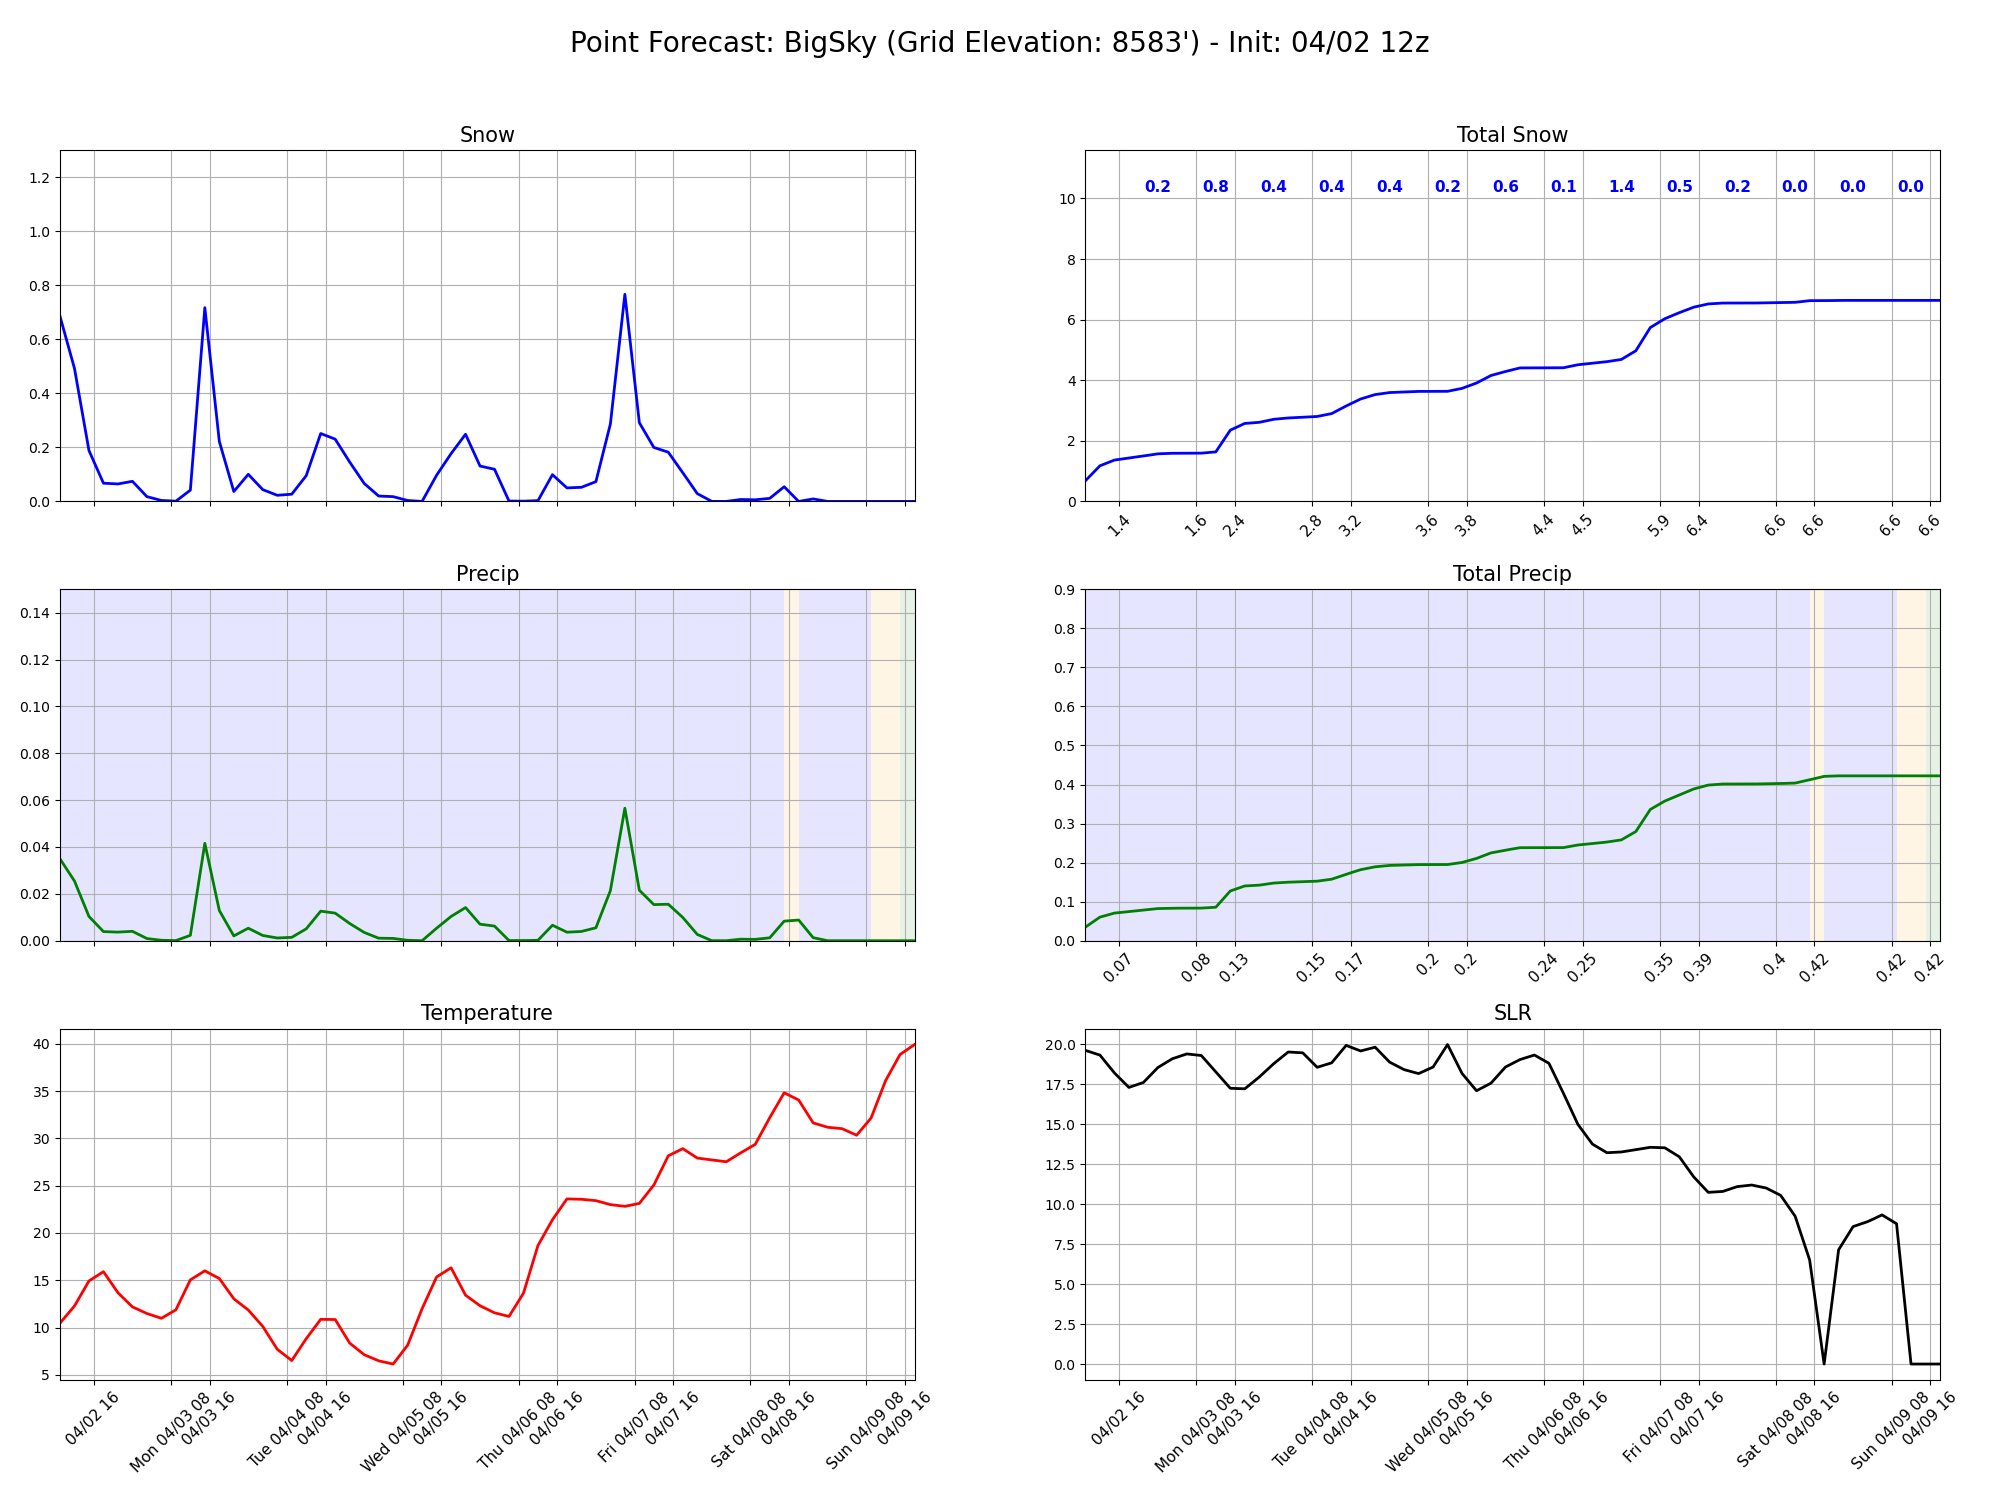 Point Forecast: BigSky (Grid Elevation: 8583') - Init: 04/02 12z
Snow
1.2
1.0
0.8
0.6
0.4
0.2
0.0
Total Snow
0.2 0.8 0.4 0.4 0.4 0.2 0.6 0.1 1.4 0.5 0.2 0.0 0.0 0.0
10
8
6
4
2
0
1.4 1.6 2.4 2.8 3.2 3.6 3.8 4.4 4.5 5.9 6.4 6.6 6.6 6.6 6.6
Precip
0.14
0.12
0.10
0.08
0.06
0.04
0.02
0.00
Total Precip
0.9
0.8
0.7
0.6
0.5
0.4
0.3
0.2
0.1
0.0
0.07 0.08 0.13 0.15 0.17 0.2 0.2 0.24 0.25 0.35 0.39 0.4 0.42 0.42 0.42
Temperature
40
35
30
25
20
15
10
5
04/02 16
Mon 04/03 08
04/03 16
Tue 04/04 08
04/04 16
Wed 04/05 08
04/05 16
Thu 04/06 08
04/06 16
Fri 04/07 08
04/07 16
Sat 04/08 08
04/08 16
Sun 04/09 08
04/09 16
SLR
20.0
17.5
15.0
12.5
10.0
7.5
5.0
2.5
0.0
04/02 16
Mon 04/03 08
04/03 16
Tue 04/04 08
04/04 16
Wed 04/05 08
04/05 16
Thu 04/06 08
04/06 16
Fri 04/07 08
04/07 16
Sat 04/08 08
04/08 16
Sun 04/09 08
04/09 16